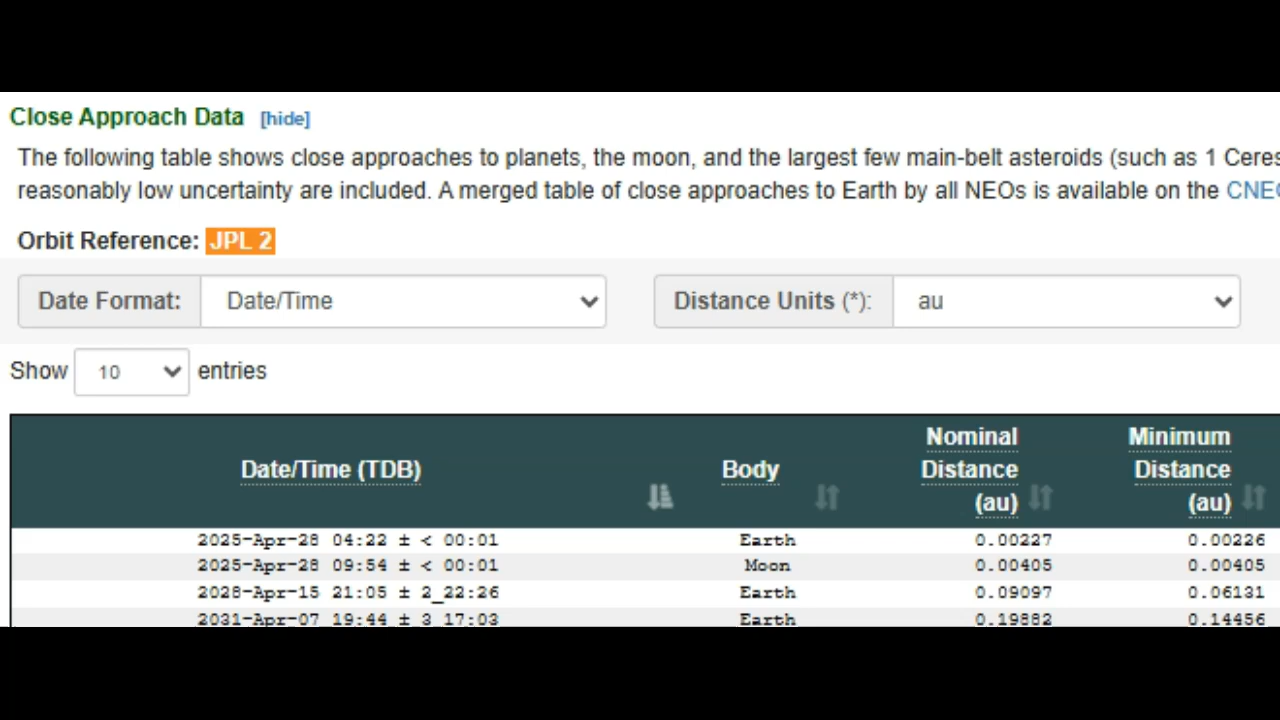 Close Approach Data [hide]
The following table shows close approaches to planets, the moon, and the largest few main-belt asteroids (such as 1 Ceres
reasonably low uncertainty are included. A merged table of close approaches to Earth by all NEOs is available on the CNEO
Orbit Reference: JPL 2
Date Format: Date/Time Distance Units (*): au
Show 10 entries
Date/Time (TDB) Body Nominal Distance (au) Minimum Distance (au)
2025-Apr-28 04:22 ± < 00:01 Earth 0.00227 0.00226
2025-Apr-28 09:54 ± < 00:01 Moon 0.00405 0.00405
2028-Apr-15 21:05 ± 2_22:26 Earth 0.09097 0.06131
2031-Apr-07 19:44 ± 3_17:03 Earth 0.19882 0.14456